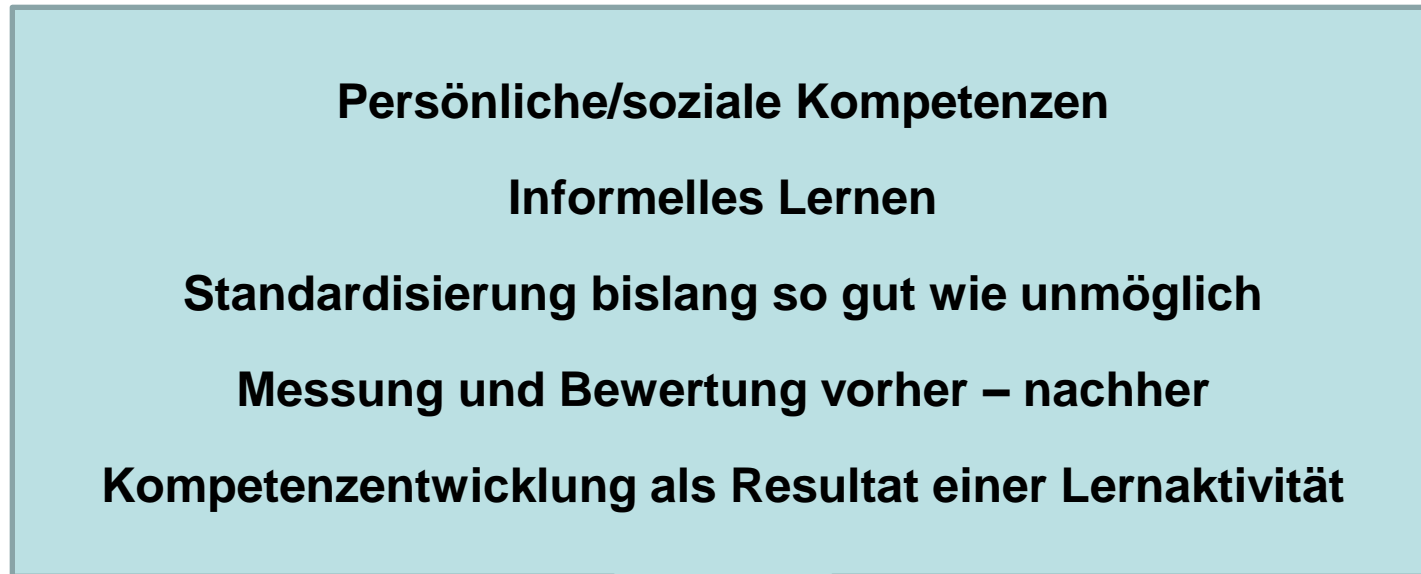 Persönliche/soziale Kompetenzen
Informelles Lernen
Standardisierung bislang so gut wie unmöglich
Messung und Bewertung vorher – nachher
Kompetenzentwicklung als Resultat einer Lernaktivität